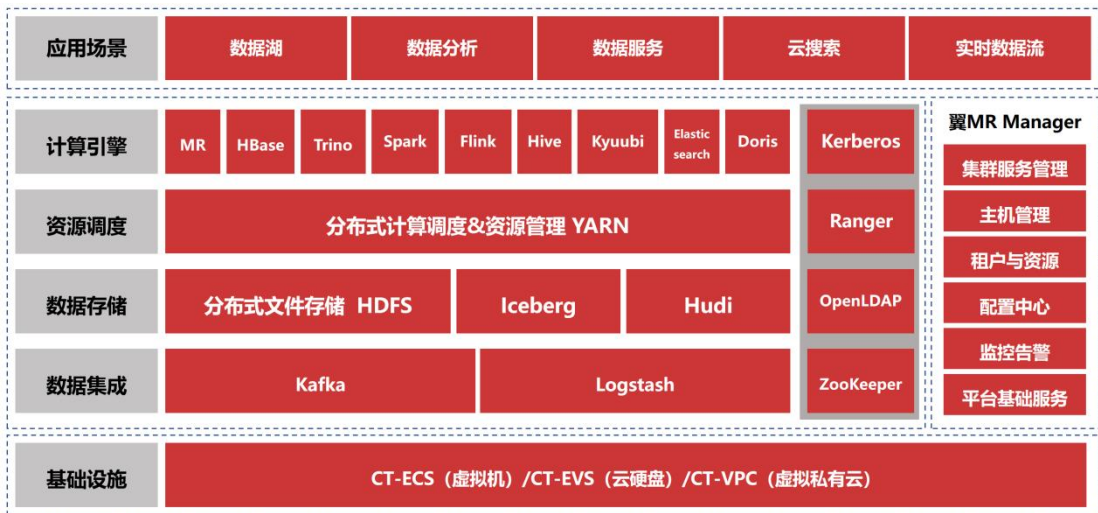 应用场景
数据湖
数据分析
数据服务
云搜索
实时数据流
计算引擎
MR
HBase
Trino
Spark
Flink
Hive
Kyuubi
Elastic
search
Doris
Kerberos
资源调度
分布式计算调度&资源管理 YARN
Ranger
数据存储
分布式文件存储 HDFS
Iceberg
Hudi
OpenLDAP
数据集成
Kafka
Logstash
ZooKeeper
翼MR Manager
集群服务管理
主机管理
租户与资源
配置中心
监控告警
平台基础服务
基础设施
CT-ECS（虚拟机）/CT-EVS（云硬盘）/CT-VPC（虚拟私有云）